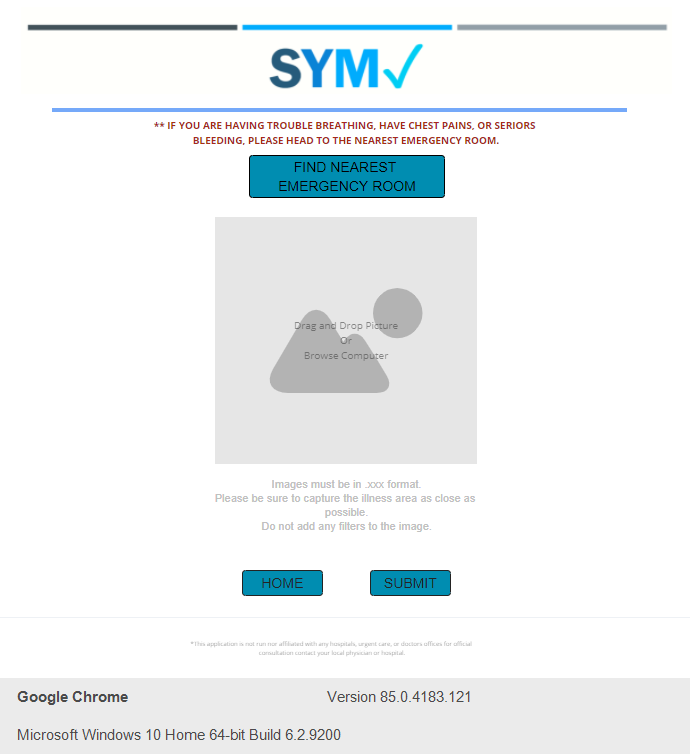 SYM
** IF YOU ARE HAVING TROUBLE BREATHING, HAVE CHEST PAINS, OR SERIORS
BLEEDING, PLEASE HEAD TO THE NEAREST EMERGENCY ROOM.
FIND NEAREST
EMERGENCY ROOM
Drag and Drop Picture
Or
Browse Computer
Images must be in .xxx format.
Please be sure to capture the illness area as close as
possible.
Do not add any filters to the image.
HOME
SUBMIT
*This application is not run nor affiliated with any hospitals, urgent care, or doctors offices for official
consultation contact your local physician or hospital.
Google Chrome
Version 85.0.4183.121
Microsoft Windows 10 Home 64-bit Build 6.2.9200